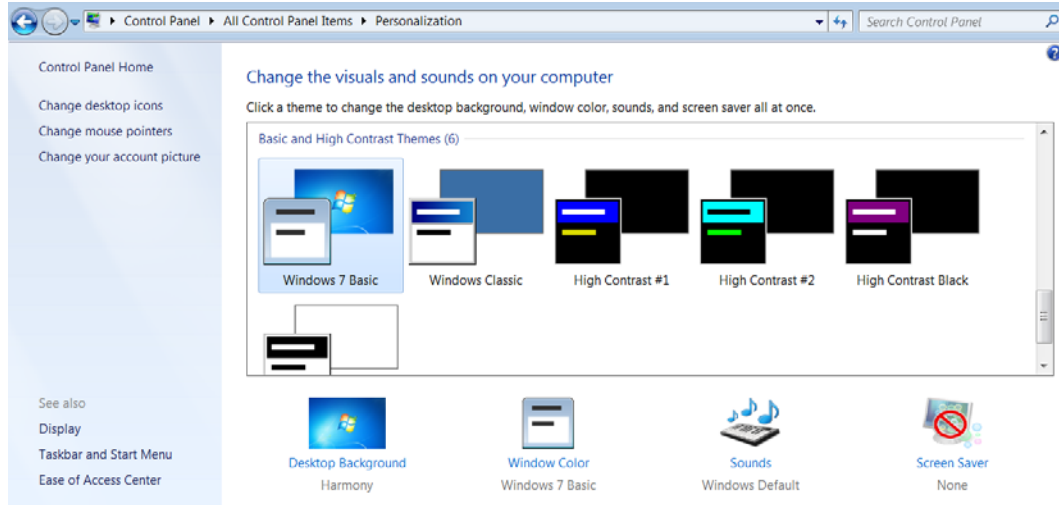 Control Panel ▸ All Control Panel Items ▸ Personalization
Search Control Panel
Control Panel Home
Change desktop icons
Change mouse pointers
Change your account picture
Change the visuals and sounds on your computer
Click a theme to change the desktop background, window color, sounds, and screen saver all at once.
Basic and High Contrast Themes (6)
Windows 7 Basic
Windows Classic
High Contrast #1
High Contrast #2
High Contrast Black
See also
Display
Taskbar and Start Menu
Ease of Access Center
Desktop Background
Harmony
Window Color
Windows 7 Basic
Sounds
Windows Default
Screen Saver
None